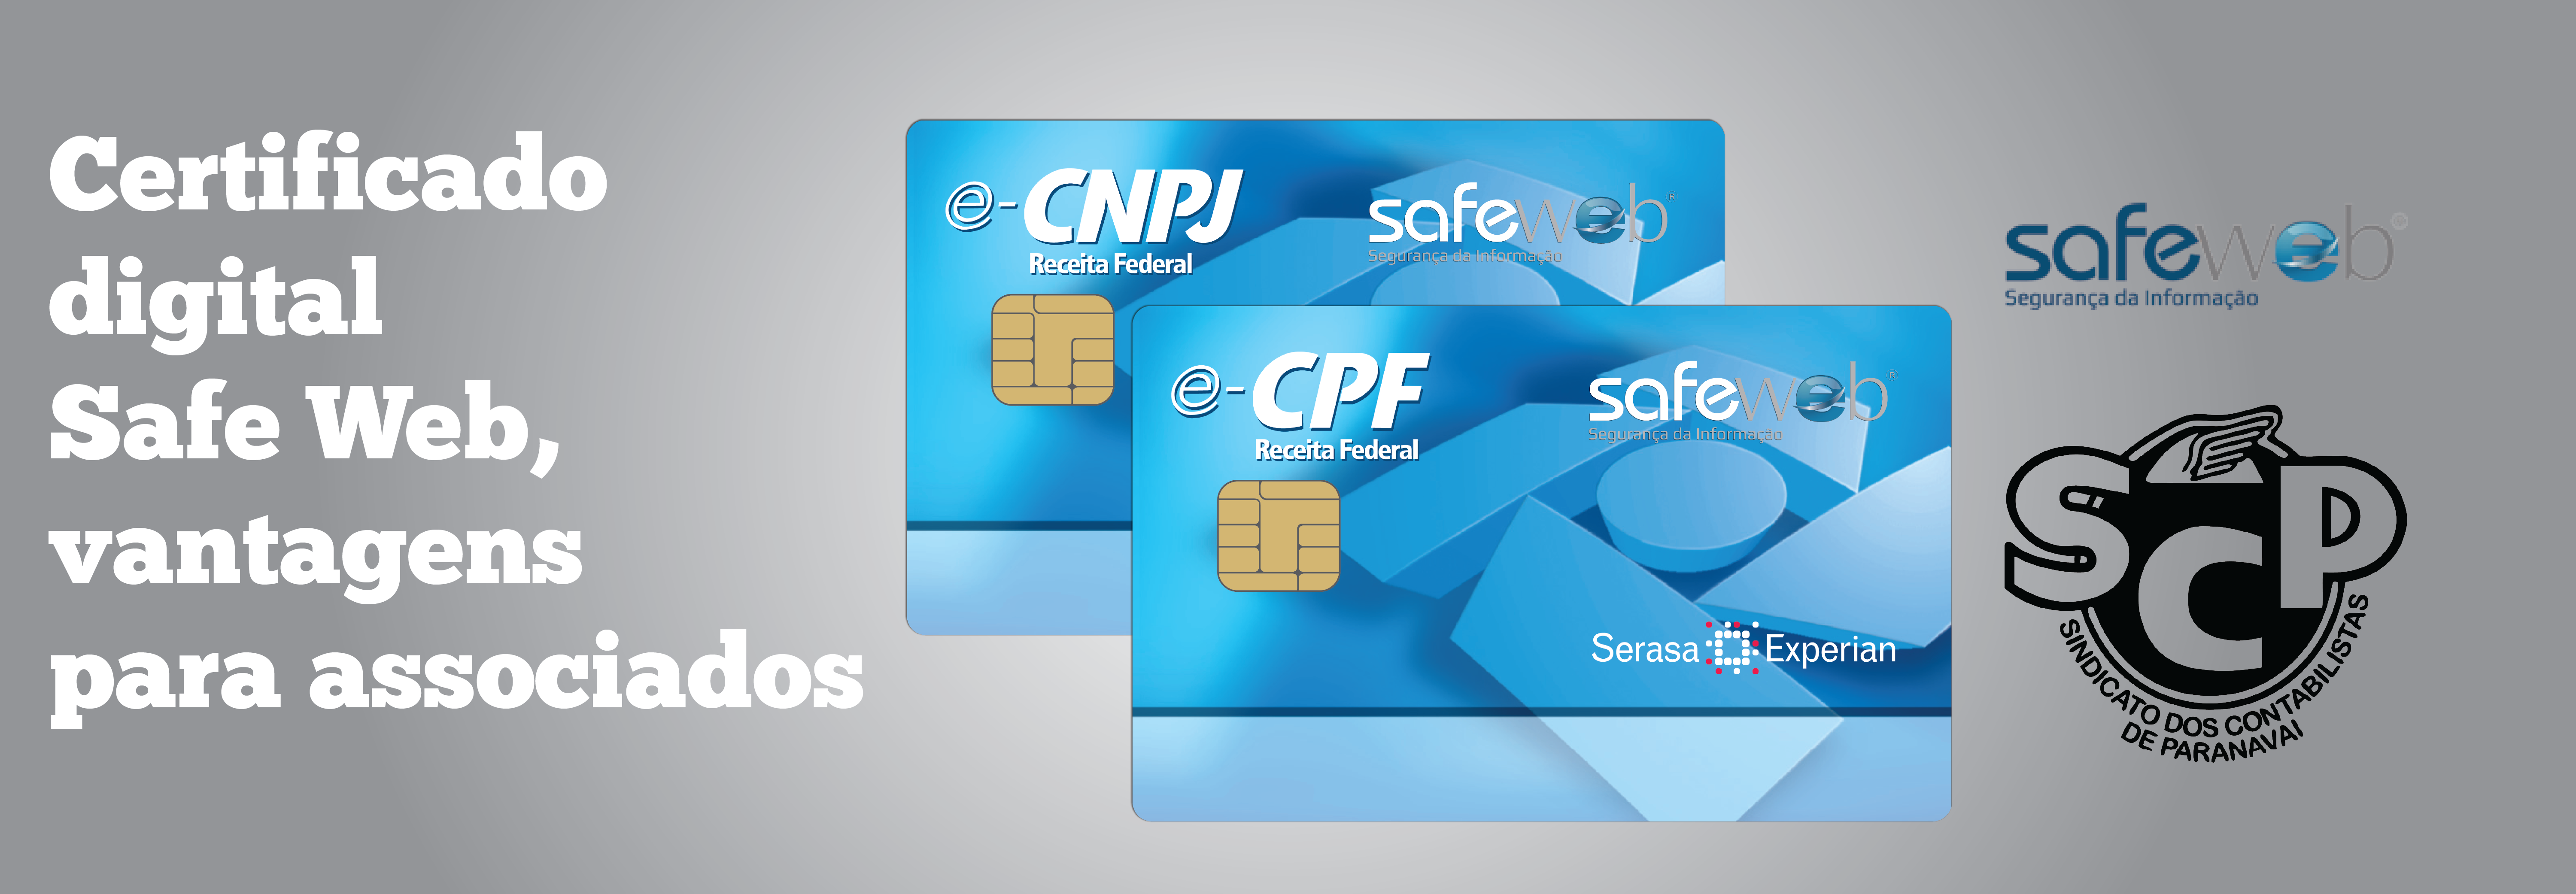 Certificado
digital
Safe Web,
vantagens
para associados
e-CNPJ
Receita Federal
safeweb®
Segurança da Informação
e-CPF
Receita Federal
safeweb®
Segurança da Informação
Serasa Experian
safeweb
Segurança da Informação
SCP
SINDICATO DOS CONTABILISTAS
DE PARANAVAI